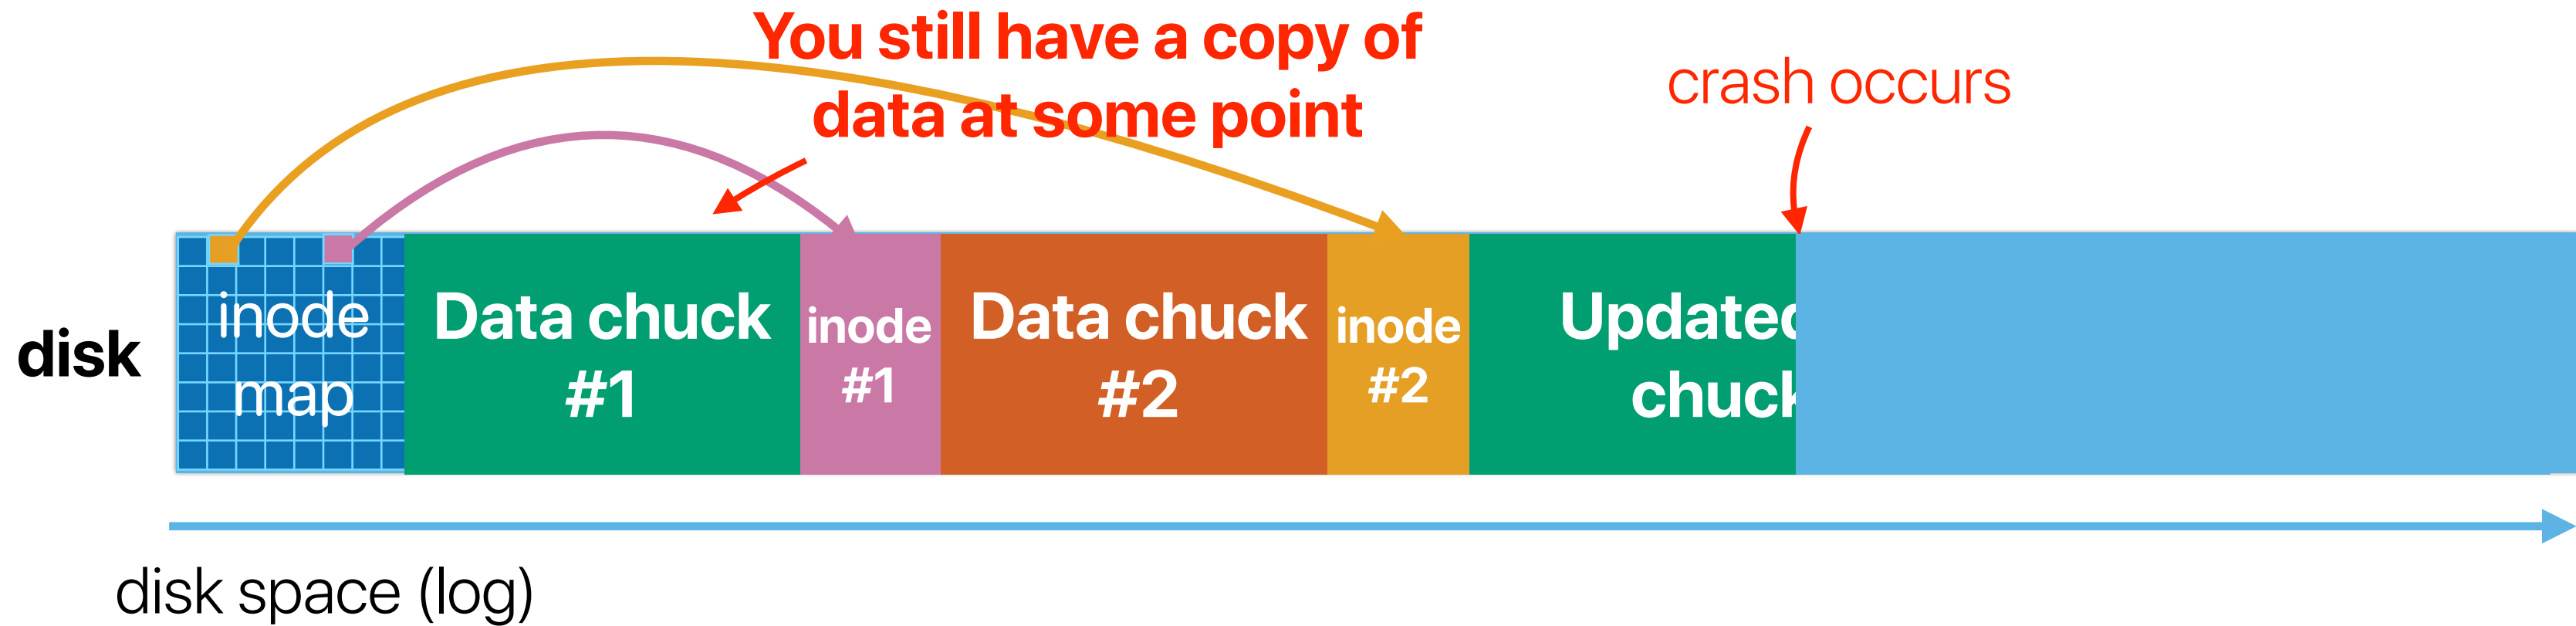 You still have a copy of
data at some point
crash occurs
disk
inode
map
Data chuck
#1
inode
#1
Data chuck
#2
inode
#2
Updated
chuck
disk space (log)